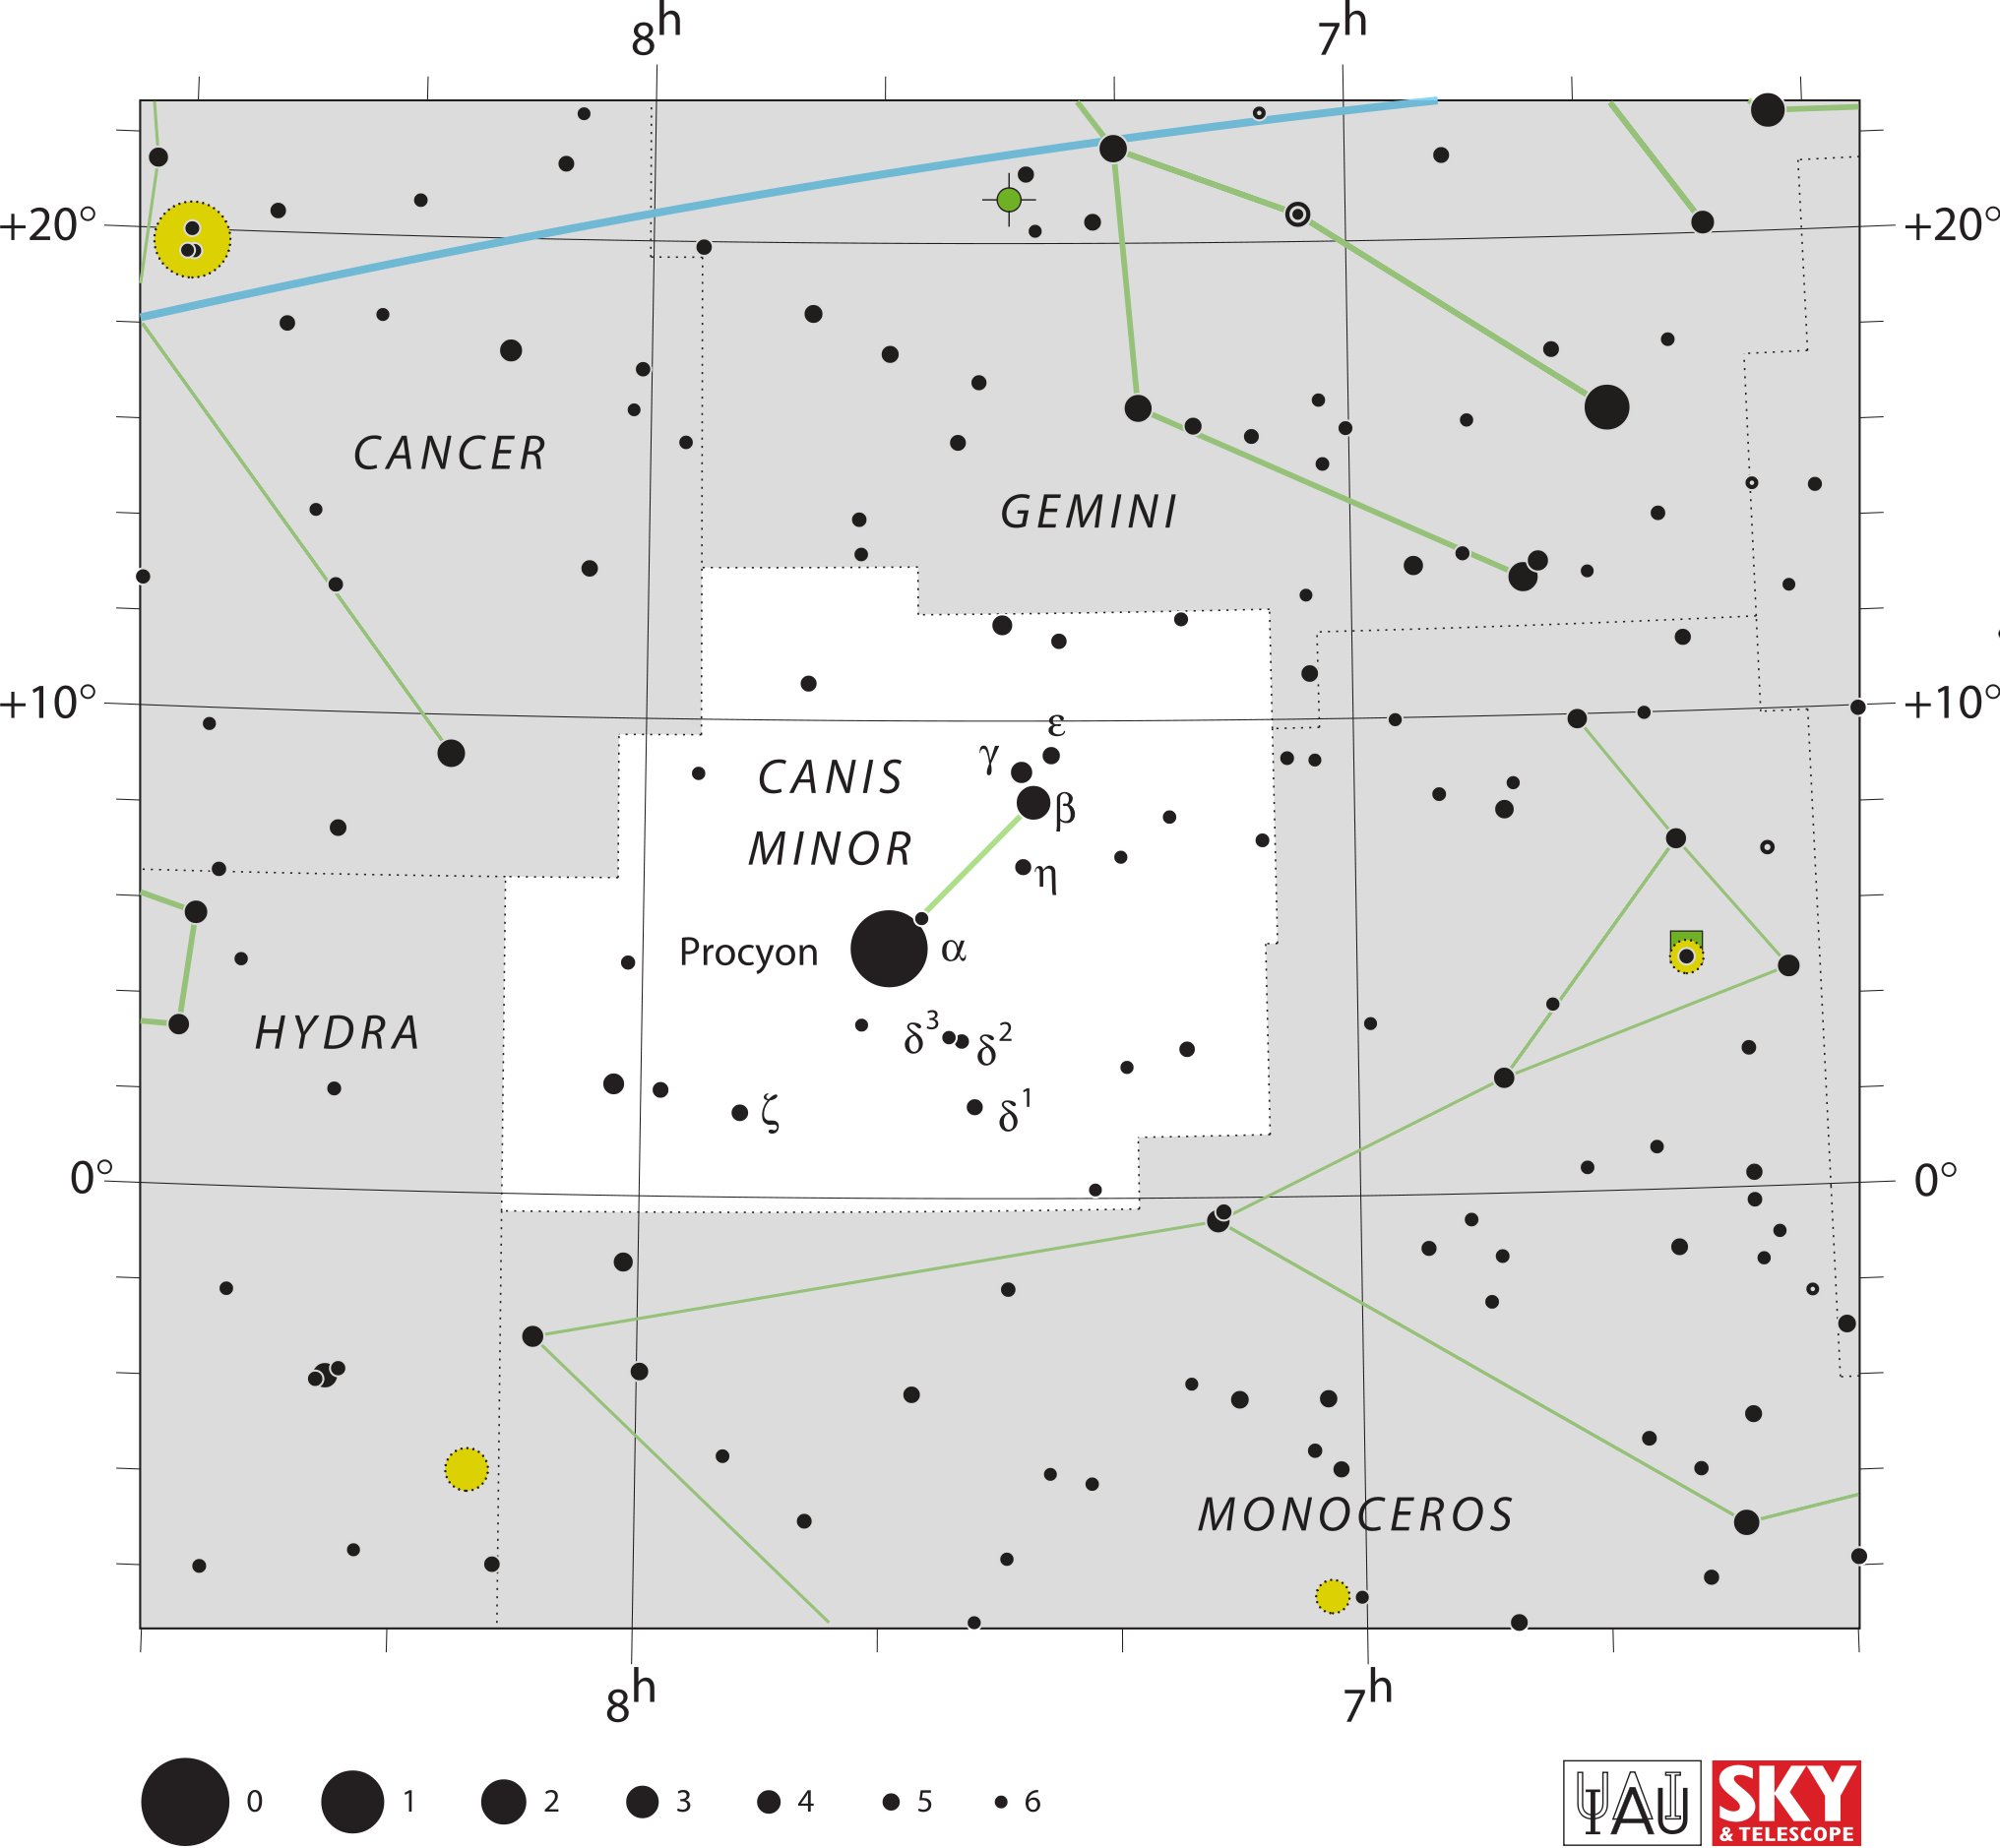 8h 7h
+20° +20°
CANCER
GEMINI
+10° +10°
ε
γ
CANIS
β
MINOR
η
Procyon α
HYDRA δ3 δ2
ζ δ1
0° 0°
MONOCEROS
8h 7h
0 1 2 3 4 5 6
IAU
SKY
& TELESCOPE